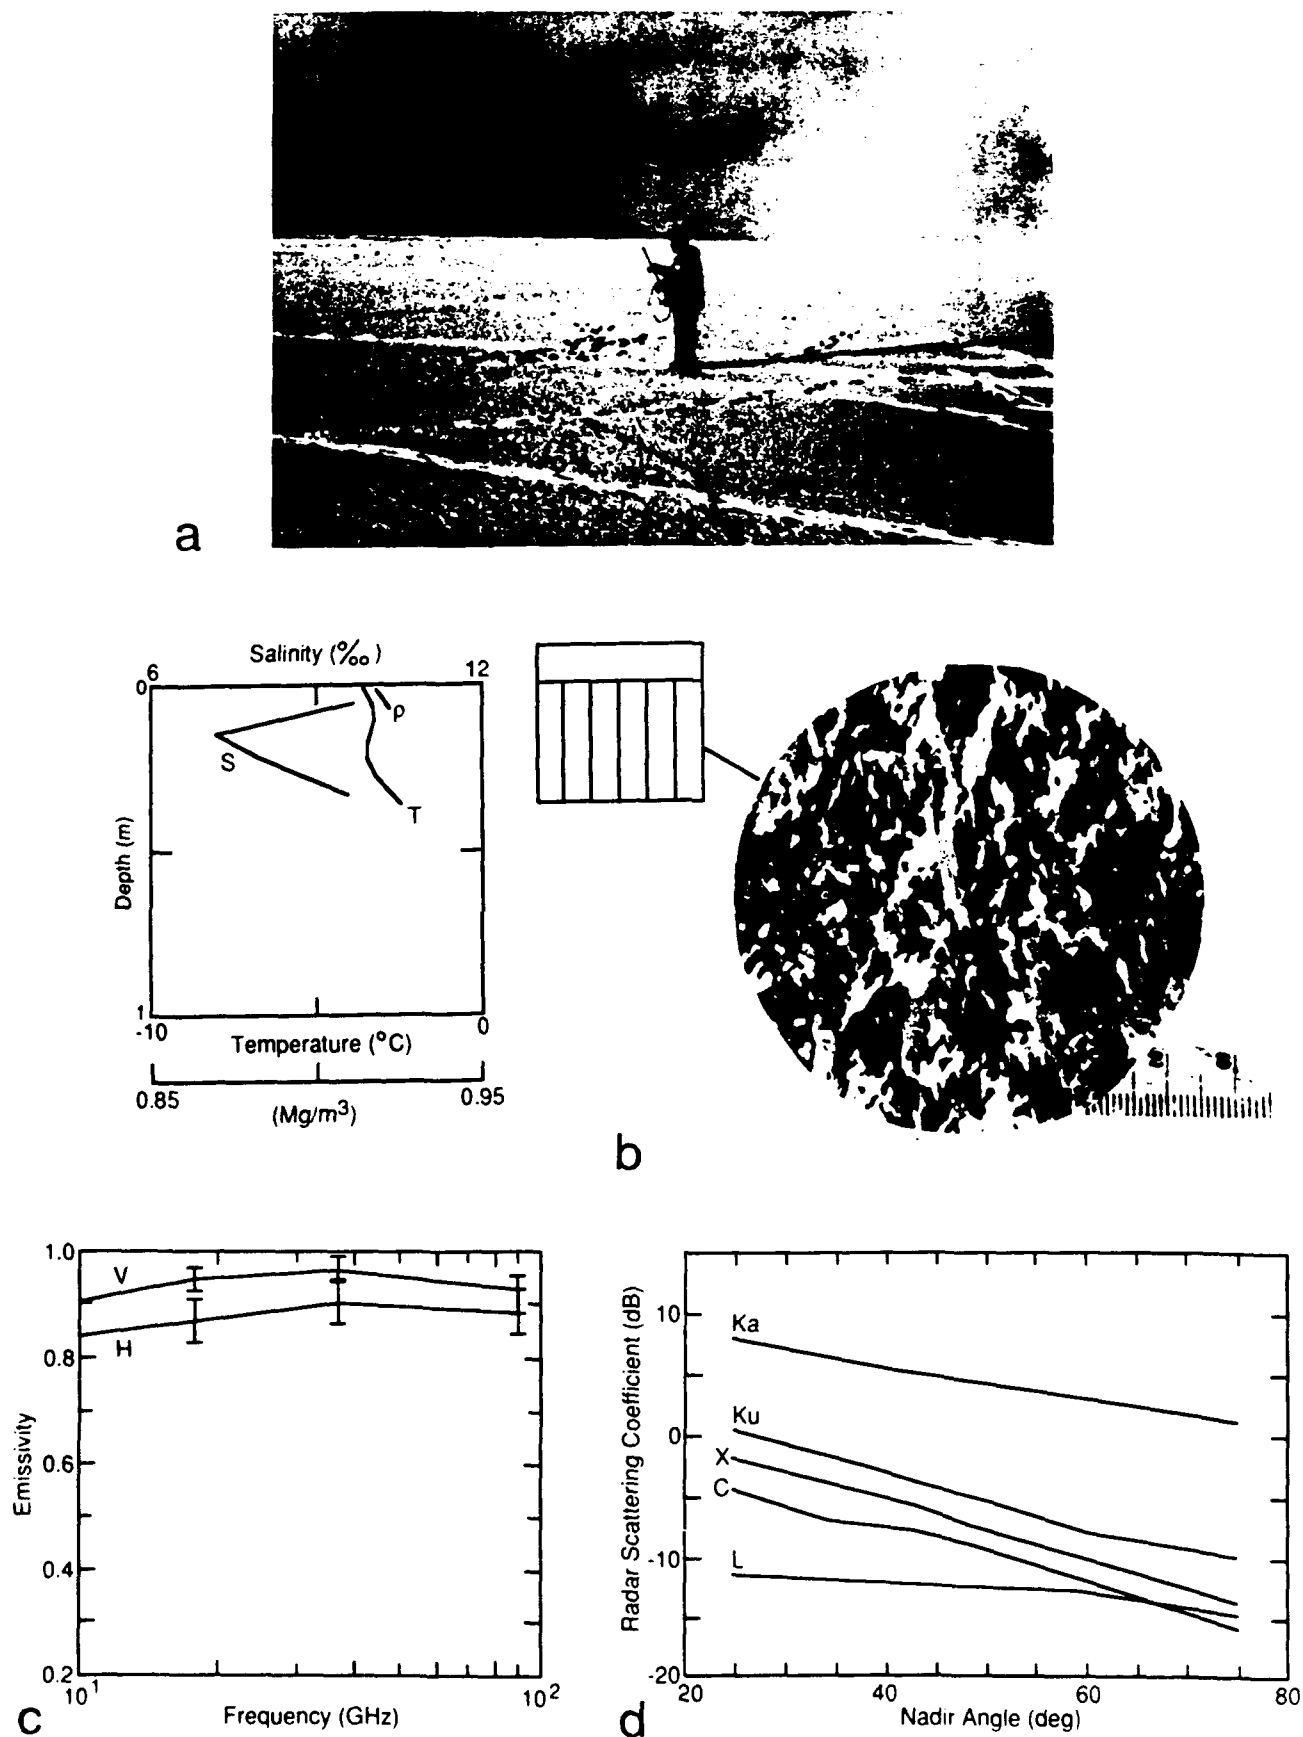 a
Salinity (‰)
6 12
0
ρ
S
T
Depth (m)
1
-10 0
Temperature (°C)
0.85 0.95
(Mg/m³)
b
1.0
V
H
0.8
0.6
0.4
0.2
Emissivity
10¹ 10²
Frequency (GHz)
c
10
0
-10
-20
Radar Scattering Coefficient (dB)
Ka
Ku
X
C
L
20 40 60 80
Nadir Angle (deg)
d